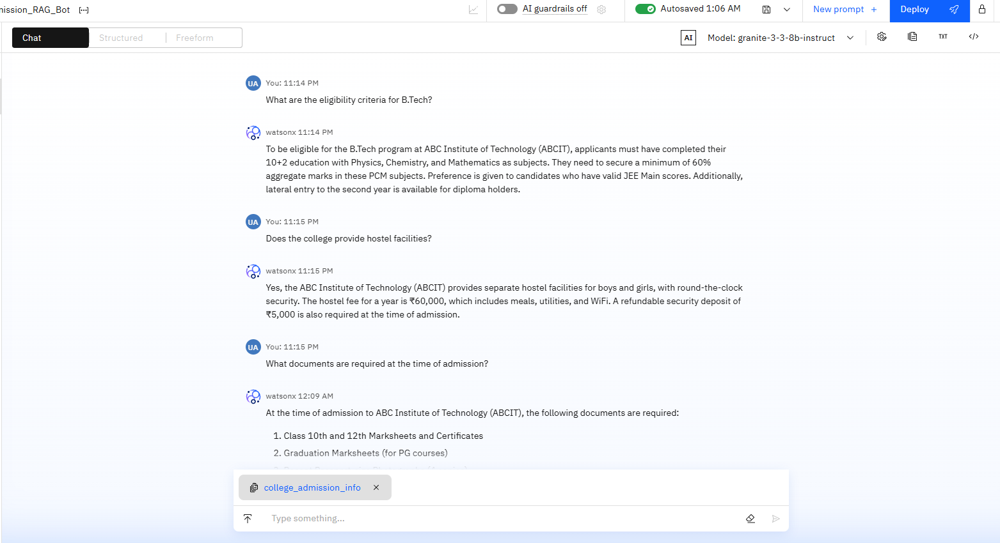 mission_RAG_Bot
AI guardrails off
Autosaved 1:06 AM
New prompt +
Deploy
Chat
Structured
Freeform
AI
Model: granite-3-3-8b-instruct
TXT
</>
UA
You: 11:14 PM
What are the eligibility criteria for B.Tech?
watsonx 11:14 PM
To be eligible for the B.Tech program at ABC Institute of Technology (ABCIT), applicants must have completed their
10+2 education with Physics, Chemistry, and Mathematics as subjects. They need to secure a minimum of 60%
aggregate marks in these PCM subjects. Preference is given to candidates who have valid JEE Main scores. Additionally,
lateral entry to the second year is available for diploma holders.
UA
You: 11:15 PM
Does the college provide hostel facilities?
watsonx 11:15 PM
Yes, the ABC Institute of Technology (ABCIT) provides separate hostel facilities for boys and girls, with round-the-clock
security. The hostel fee for a year is ₹60,000, which includes meals, utilities, and WiFi. A refundable security deposit of
₹5,000 is also required at the time of admission.
UA
You: 11:15 PM
What documents are required at the time of admission?
watsonx 12:09 AM
At the time of admission to ABC Institute of Technology (ABCIT), the following documents are required:
1. Class 10th and 12th Marksheets and Certificates
2. Graduation Marksheets (for PG courses)
college_admission_info
Type something...